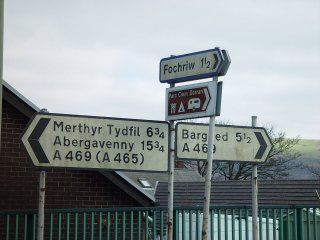 Fochriw 1½
Parc Cwm Darran
Merthyr Tydfil 6¾
Abergavenny 15¾
A 469 (A 465)
Bargoed 5½
A 469